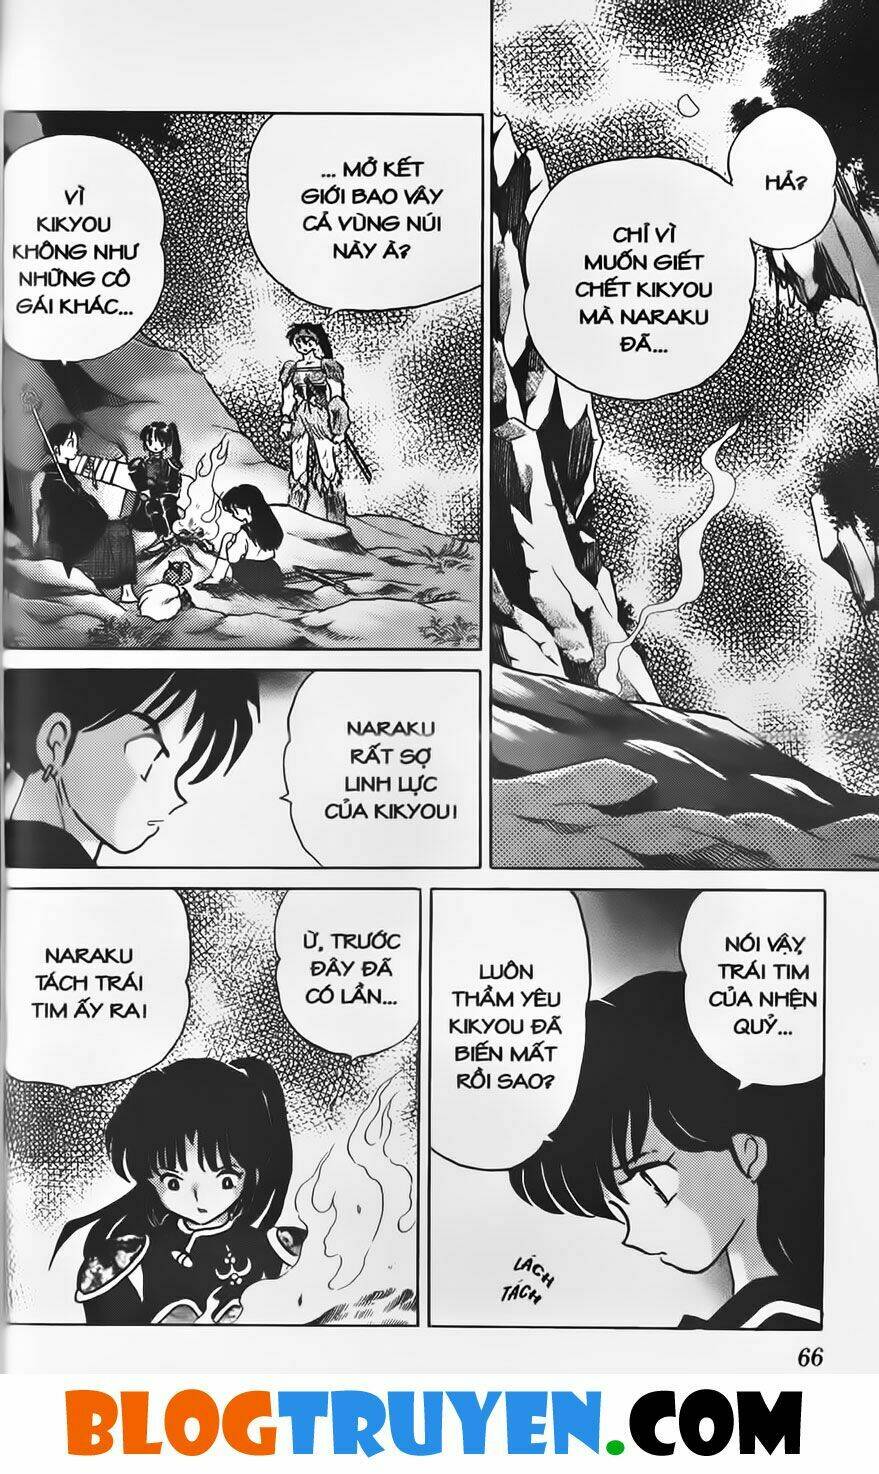 HẢ?
CHỈ VÌ
MUỐN GIẾT
CHẾT KIKYOU
MÀ NARAKU
ĐÃ...
... MỞ KẾT
GIỚI BAO VÂY
CẢ VÙNG NÚI
NÀY À?
VÌ
KIKYOU
KHÔNG NHƯ
NHỮNG CÔ
GÁI KHÁC...
NARAKU
RẤT SỢ
LINH LỰC
CỦA KIKYOU!
NÓI VẬY,
TRÁI TIM
CỦA NHỆN
QUỶ...
LUÔN
THẦM YÊU
KIKYOU ĐÃ
BIẾN MẤT
RỒI SAO?
LÁCH
TÁCH
Ừ, TRƯỚC
ĐÂY ĐÃ
CÓ LẦN...
NARAKU
TÁCH TRÁI
TIM ẤY RA!
66
BLOGTRUYEN.COM